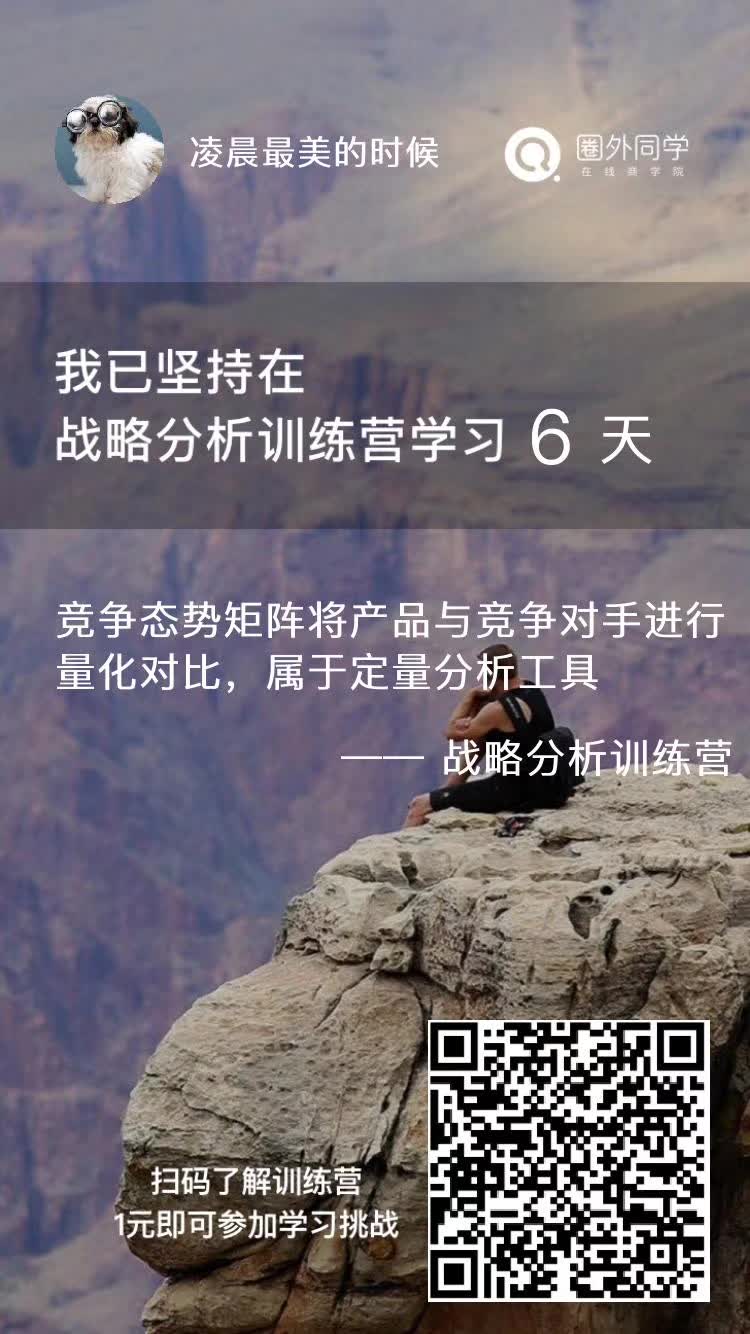 凌晨最美的时候
圈外同学
在线商学院
我已坚持在
战略分析训练营学习 6 天
竞争态势矩阵将产品与竞争对手进行
量化对比，属于定量分析工具
—— 战略分析训练营
扫码了解训练营
1元即可参加学习挑战